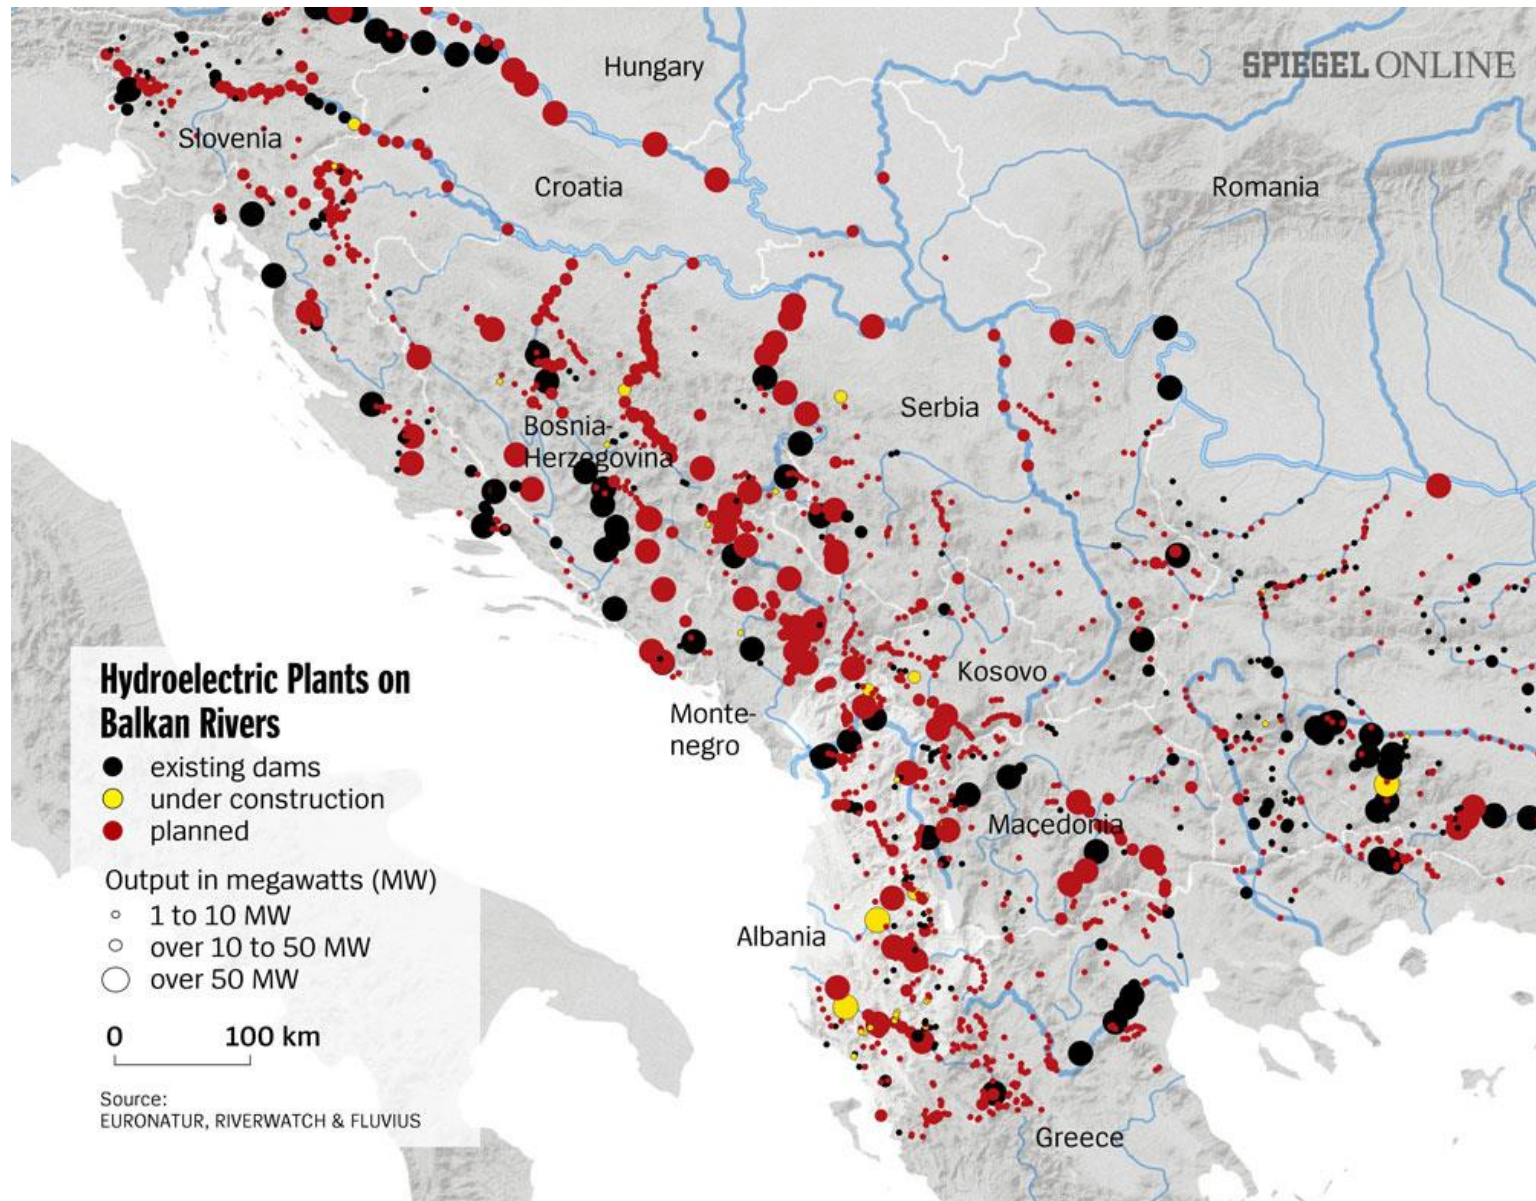 SPIEGEL ONLINE
Hungary
Slovenia
Croatia
Romania
Serbia
Bosnia-
Herzegovina
Kosovo
Monte-
negro
Macedonia
Albania
Greece
Hydroelectric Plants on
Balkan Rivers
existing dams
under construction
planned
Output in megawatts (MW)
1 to 10 MW
over 10 to 50 MW
over 50 MW
0 100 km
Source:
EURONATUR, RIVERWATCH & FLUVIUS